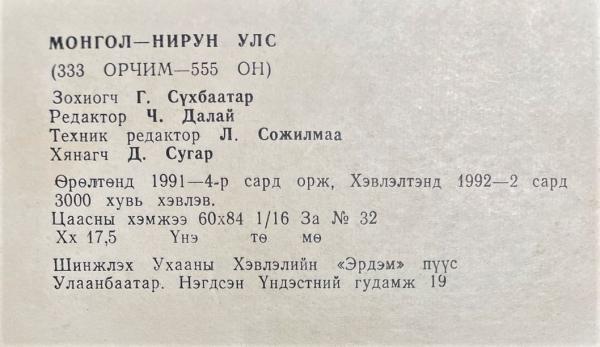 МОНГОЛ—НИРУН УЛС
(333 ОРЧИМ—555 ОН)
Зохиогч Г. Сүхбаатар
Редактор Ч. Далай
Техник редактор Л. Сожилмаа
Хянагч Д. Сугар
Өрөлтөнд 1991—4-р сард орж, Хэвлэлтэнд 1992—2 сард
3000 хувь хэвлэв.
Цаасны хэмжээ 60x84 1/16 За № 32
Хх 17,5 Үнэ тө мө
Шинжлэх Ухааны Хэвлэлийн «Эрдэм» пүүс
Улаанбаатар. Нэгдсэн Үндэстний гудамж 19